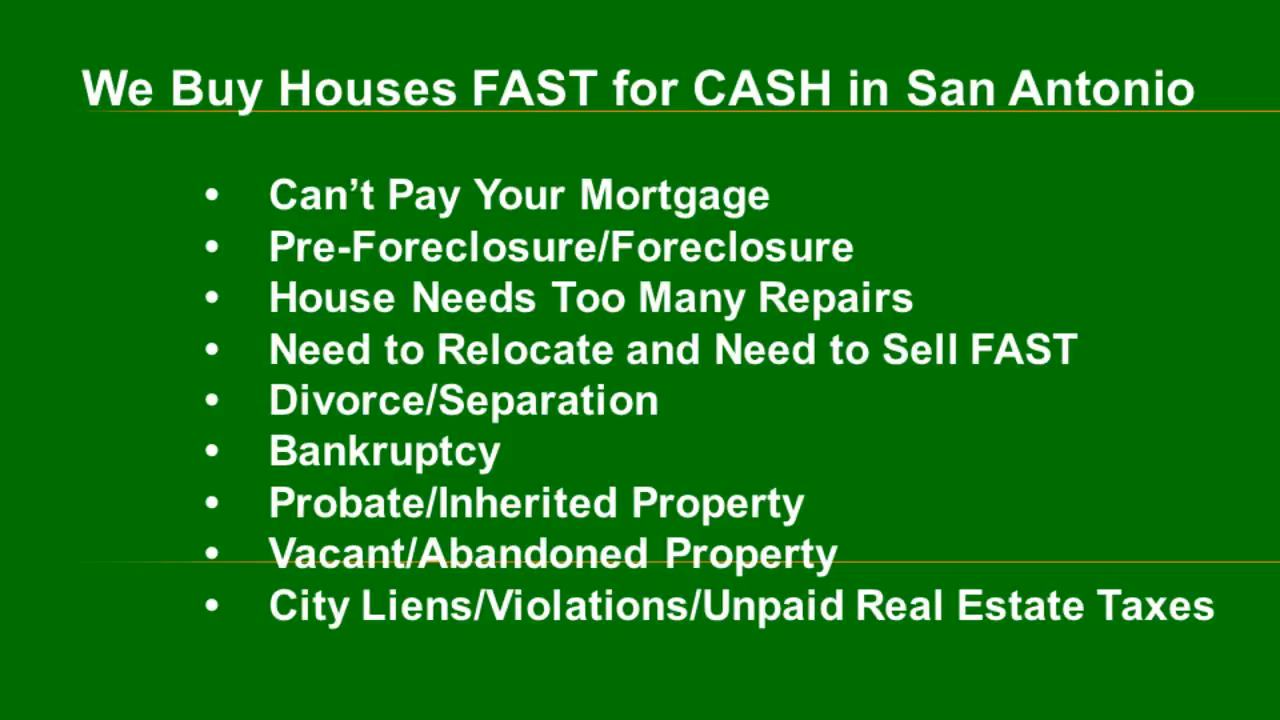 We Buy Houses FAST for CASH in San Antonio
• Can’t Pay Your Mortgage
• Pre-Foreclosure/Foreclosure
• House Needs Too Many Repairs
• Need to Relocate and Need to Sell FAST
• Divorce/Separation
• Bankruptcy
• Probate/Inherited Property
• Vacant/Abandoned Property
• City Liens/Violations/Unpaid Real Estate Taxes